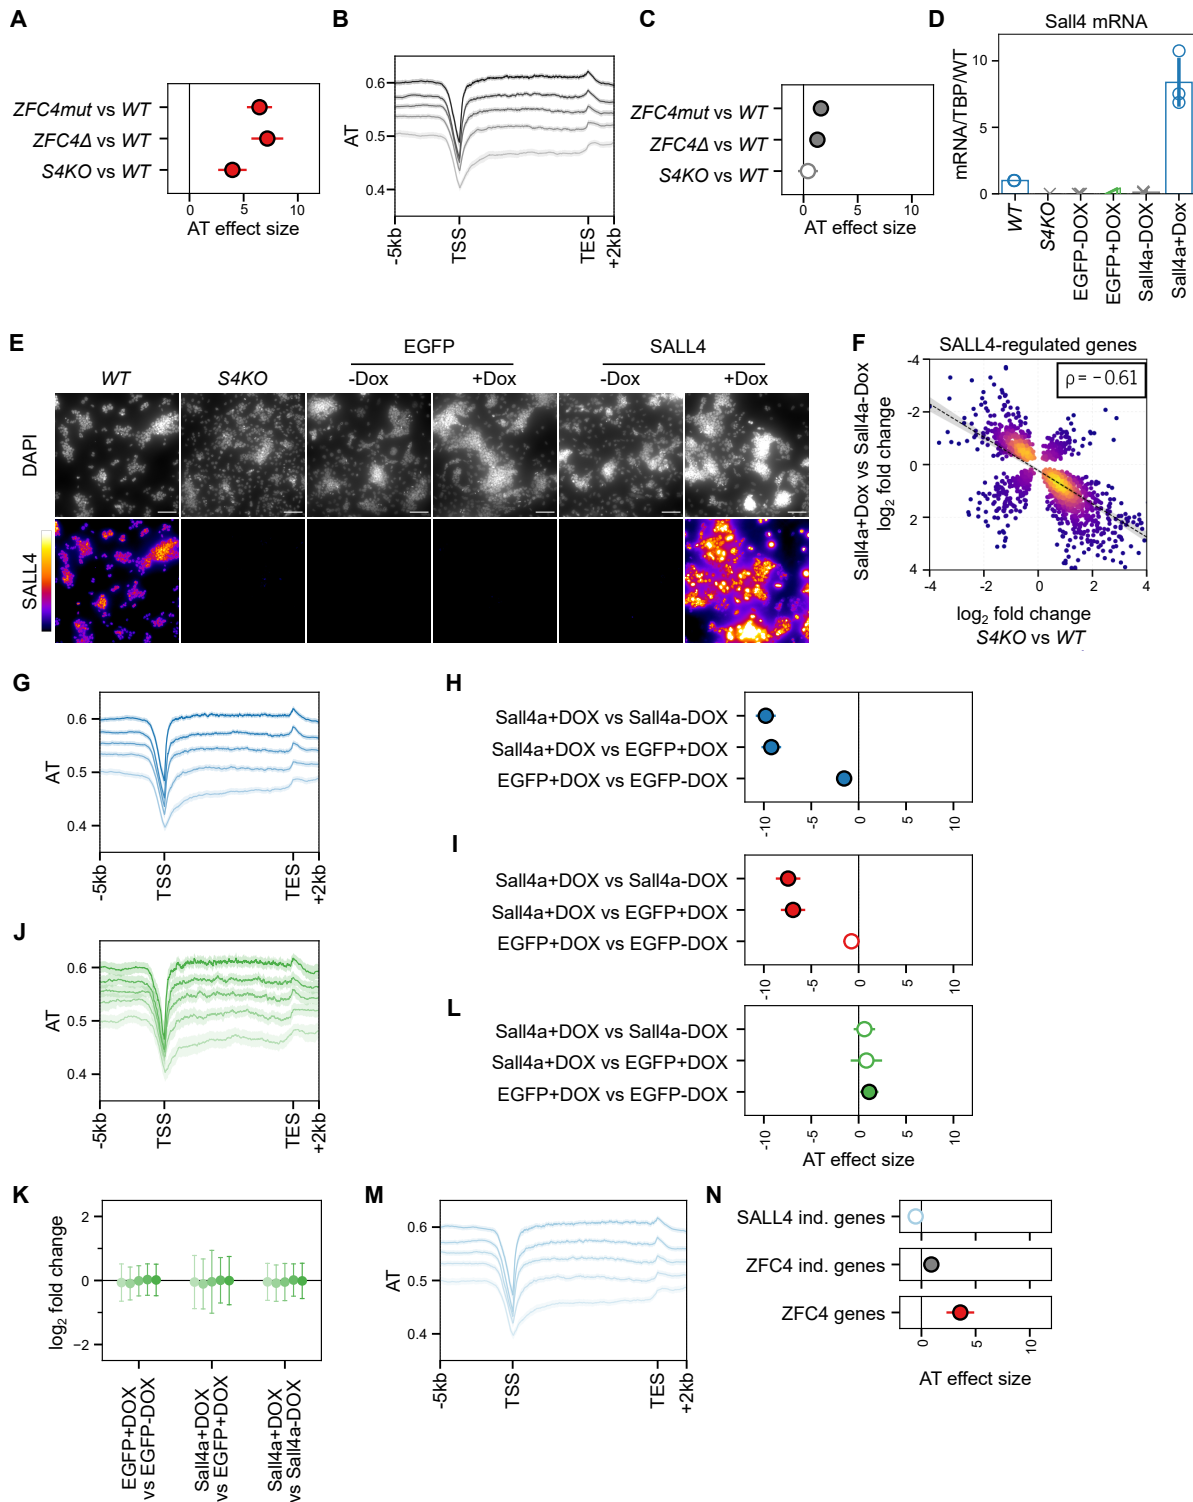 A
ZFC4mut vs WT
ZFC4Δ vs WT
S4KO vs WT
0
5
10
AT effect size
B
AT
0.6
0.5
0.4
-5kb
TSS
TES
+2kb
C
ZFC4mut vs WT
ZFC4Δ vs WT
S4KO vs WT
0
5
10
AT effect size
D
Sall4 mRNA
mRNA/TBP/WT
10
5
0
WT
S4KO
EGFP-DOX
EGFP+DOX
Sall4a-DOX
Sall4a+Dox
E
EGFP
SALL4
WT
S4KO
-Dox
+Dox
-Dox
+Dox
DAPI
SALL4
F
SALL4-regulated genes
ρ = −0.61
Sall4a+Dox vs Sall4a-Dox
log2 fold change
-4
-2
0
2
4
-4
-2
0
2
4
log2 fold change
S4KO vs WT
G
AT
0.6
0.5
0.4
-5kb
TSS
TES
+2kb
H
Sall4a+DOX vs Sall4a-DOX
Sall4a+DOX vs EGFP+DOX
EGFP+DOX vs EGFP-DOX
-10
-5
0
5
10
I
Sall4a+DOX vs Sall4a-DOX
Sall4a+DOX vs EGFP+DOX
EGFP+DOX vs EGFP-DOX
-10
-5
0
5
10
J
AT
0.6
0.5
0.4
-5kb
TSS
TES
+2kb
L
Sall4a+DOX vs Sall4a-DOX
Sall4a+DOX vs EGFP+DOX
EGFP+DOX vs EGFP-DOX
-10
-5
0
5
10
AT effect size
K
log2 fold change
2
0
−2
EGFP+DOX
vs EGFP-DOX
Sall4a+DOX
vs EGFP+DOX
Sall4a+DOX
vs Sall4a-DOX
M
AT
0.6
0.5
0.4
-5kb
TSS
TES
+2kb
N
SALL4 ind. genes
ZFC4 ind. genes
ZFC4 genes
0
5
10
AT effect size